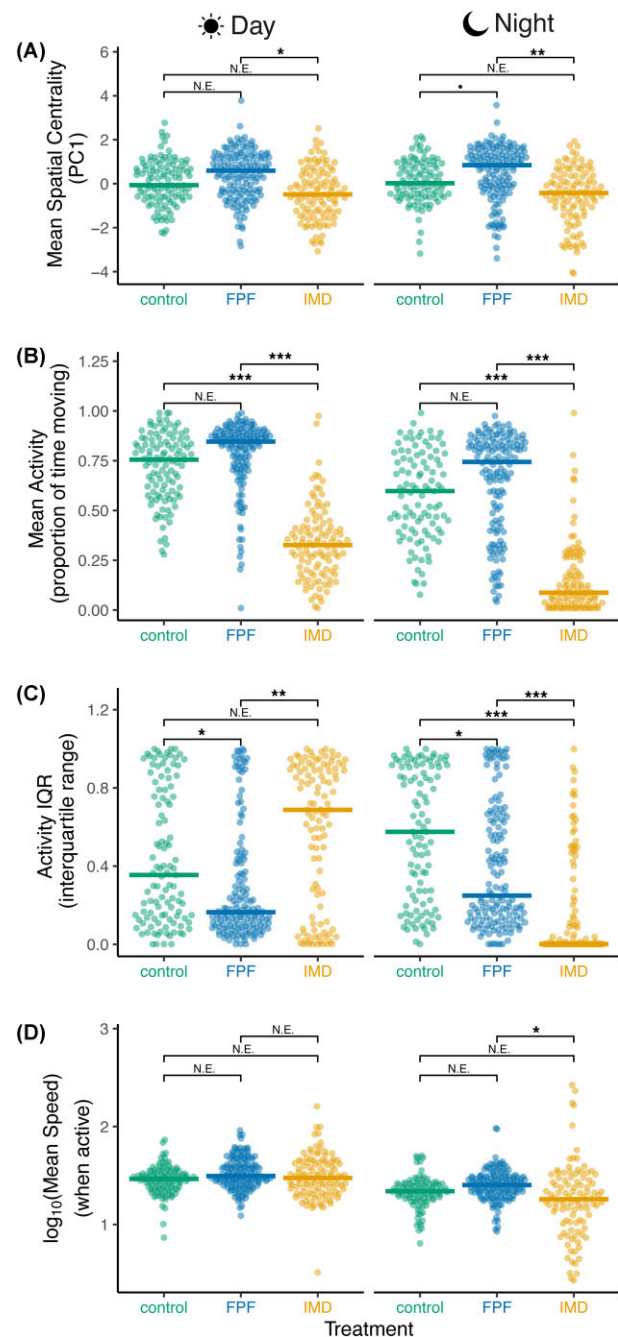 Day Night
(A)
Mean Spatial Centrality
(PC1)
6
4
2
0
−2
−4
*
N.E.
N.E.
**
N.E.
•
control FPF IMD control FPF IMD
(B)
Mean Activity
(proportion of time moving)
1.25
1.00
0.75
0.50
0.25
0.00
***
***
N.E.
***
***
N.E.
control FPF IMD control FPF IMD
(C)
Activity IQR
(interquartile range)
1.2
0.8
0.4
0.0
**
N.E.
*
***
***
*
control FPF IMD control FPF IMD
(D)
log10(Mean Speed)
(when active)
3
2
1
N.E.
N.E.
N.E.
*
N.E.
N.E.
control FPF IMD control FPF IMD
Treatment